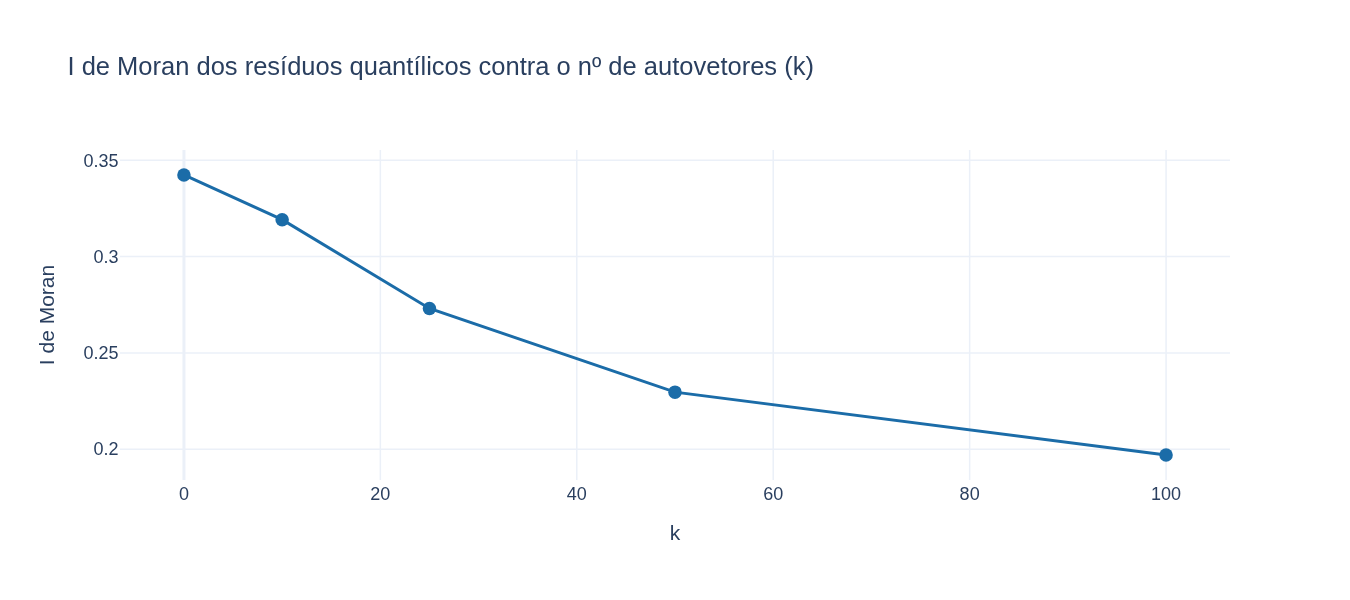 I de Moran dos resíduos quantílicos contra o nº de autovetores (k)
I de Moran
0.35
0.3
0.25
0.2
0 20 40 60 80 100
k